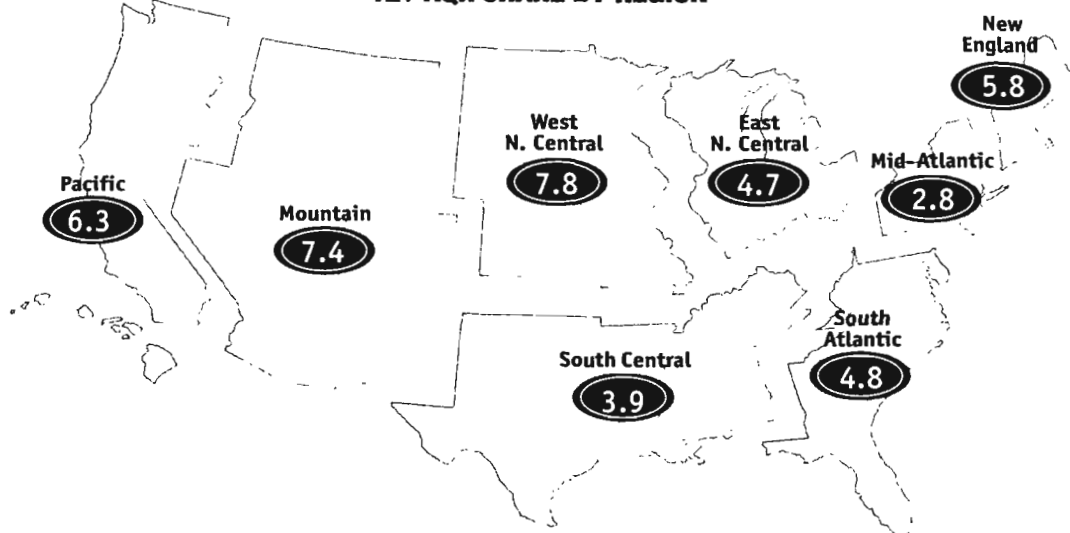 New
England
5.8
West
N. Central
7.8
East
N. Central
4.7
Mid-Atlantic
2.8
Pacific
6.3
Mountain
7.4
South
Atlantic
4.8
South Central
3.9